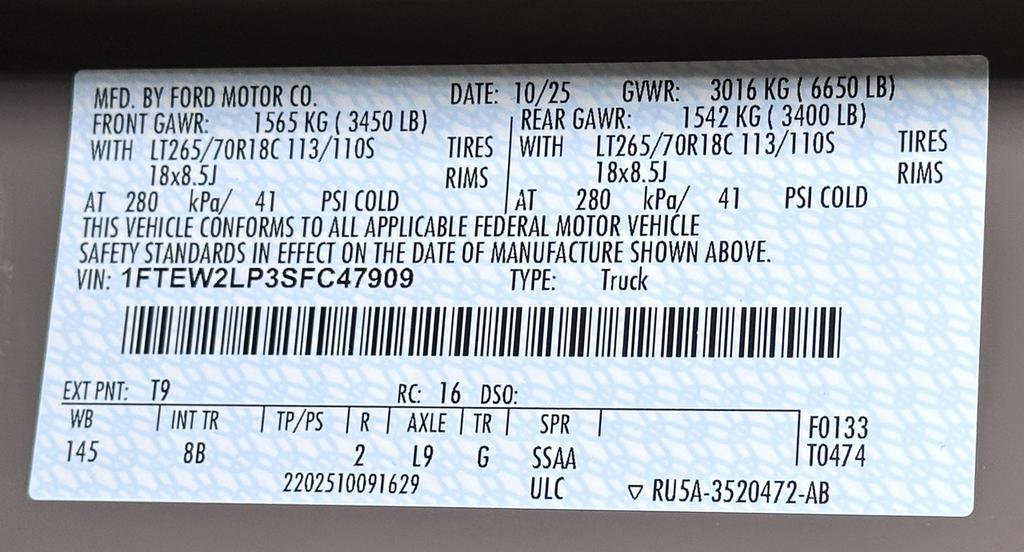 MFD. BY FORD MOTOR CO. DATE: 10/25 GVWR: 3016 KG ( 6650 LB)
FRONT GAWR: 1565 KG ( 3450 LB) REAR GAWR: 1542 KG ( 3400 LB)
WITH LT265/70R18C 113/110S TIRES WITH LT265/70R18C 113/110S TIRES
18x8.5J RIMS 18x8.5J RIMS
AT 280 kPa/ 41 PSI COLD AT 280 kPa/ 41 PSI COLD
THIS VEHICLE CONFORMS TO ALL APPLICABLE FEDERAL MOTOR VEHICLE
SAFETY STANDARDS IN EFFECT ON THE DATE OF MANUFACTURE SHOWN ABOVE.
VIN: 1FTEW2LP3SFC47909 TYPE: Truck
EXT PNT: T9 RC: 16 DSO:
WB INT TR TP/PS R AXLE TR SPR F0133
145 8B 2 L9 G SSAA T0474
2202510091629 ULC ▽ RU5A-3520472-AB